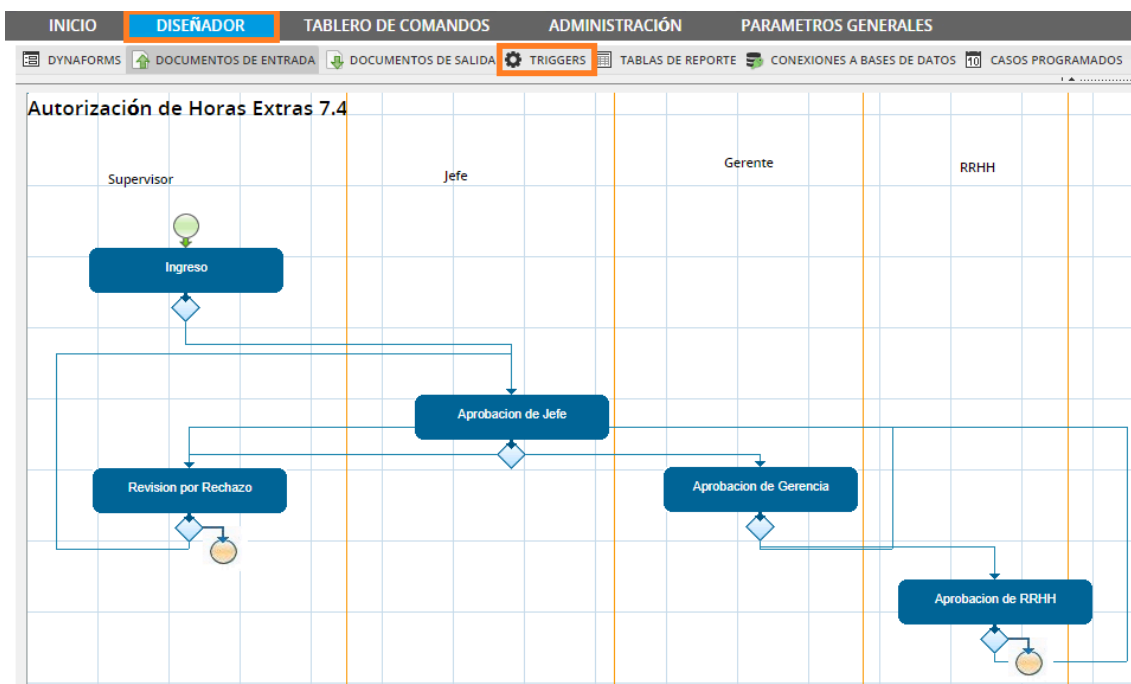 INICIO DISEÑADOR TABLERO DE COMANDOS ADMINISTRACIÓN PARAMETROS GENERALES
DYNAFORMS DOCUMENTOS DE ENTRADA DOCUMENTOS DE SALIDA TRIGGERS TABLAS DE REPORTE CONEXIONES A BASES DE DATOS 10 CASOS PROGRAMADOS
Autorización de Horas Extras 7.4
Supervisor Jefe Gerente RRHH
Ingreso
Aprobacion de Jefe
Revision por Rechazo Aprobacion de Gerencia
Aprobacion de RRHH